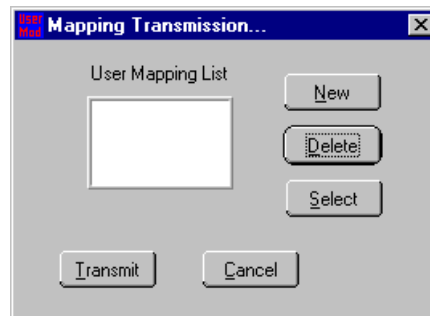 User
Mod
Mapping Transmission...
User Mapping List
New
Delete
Select
Transmit
Cancel